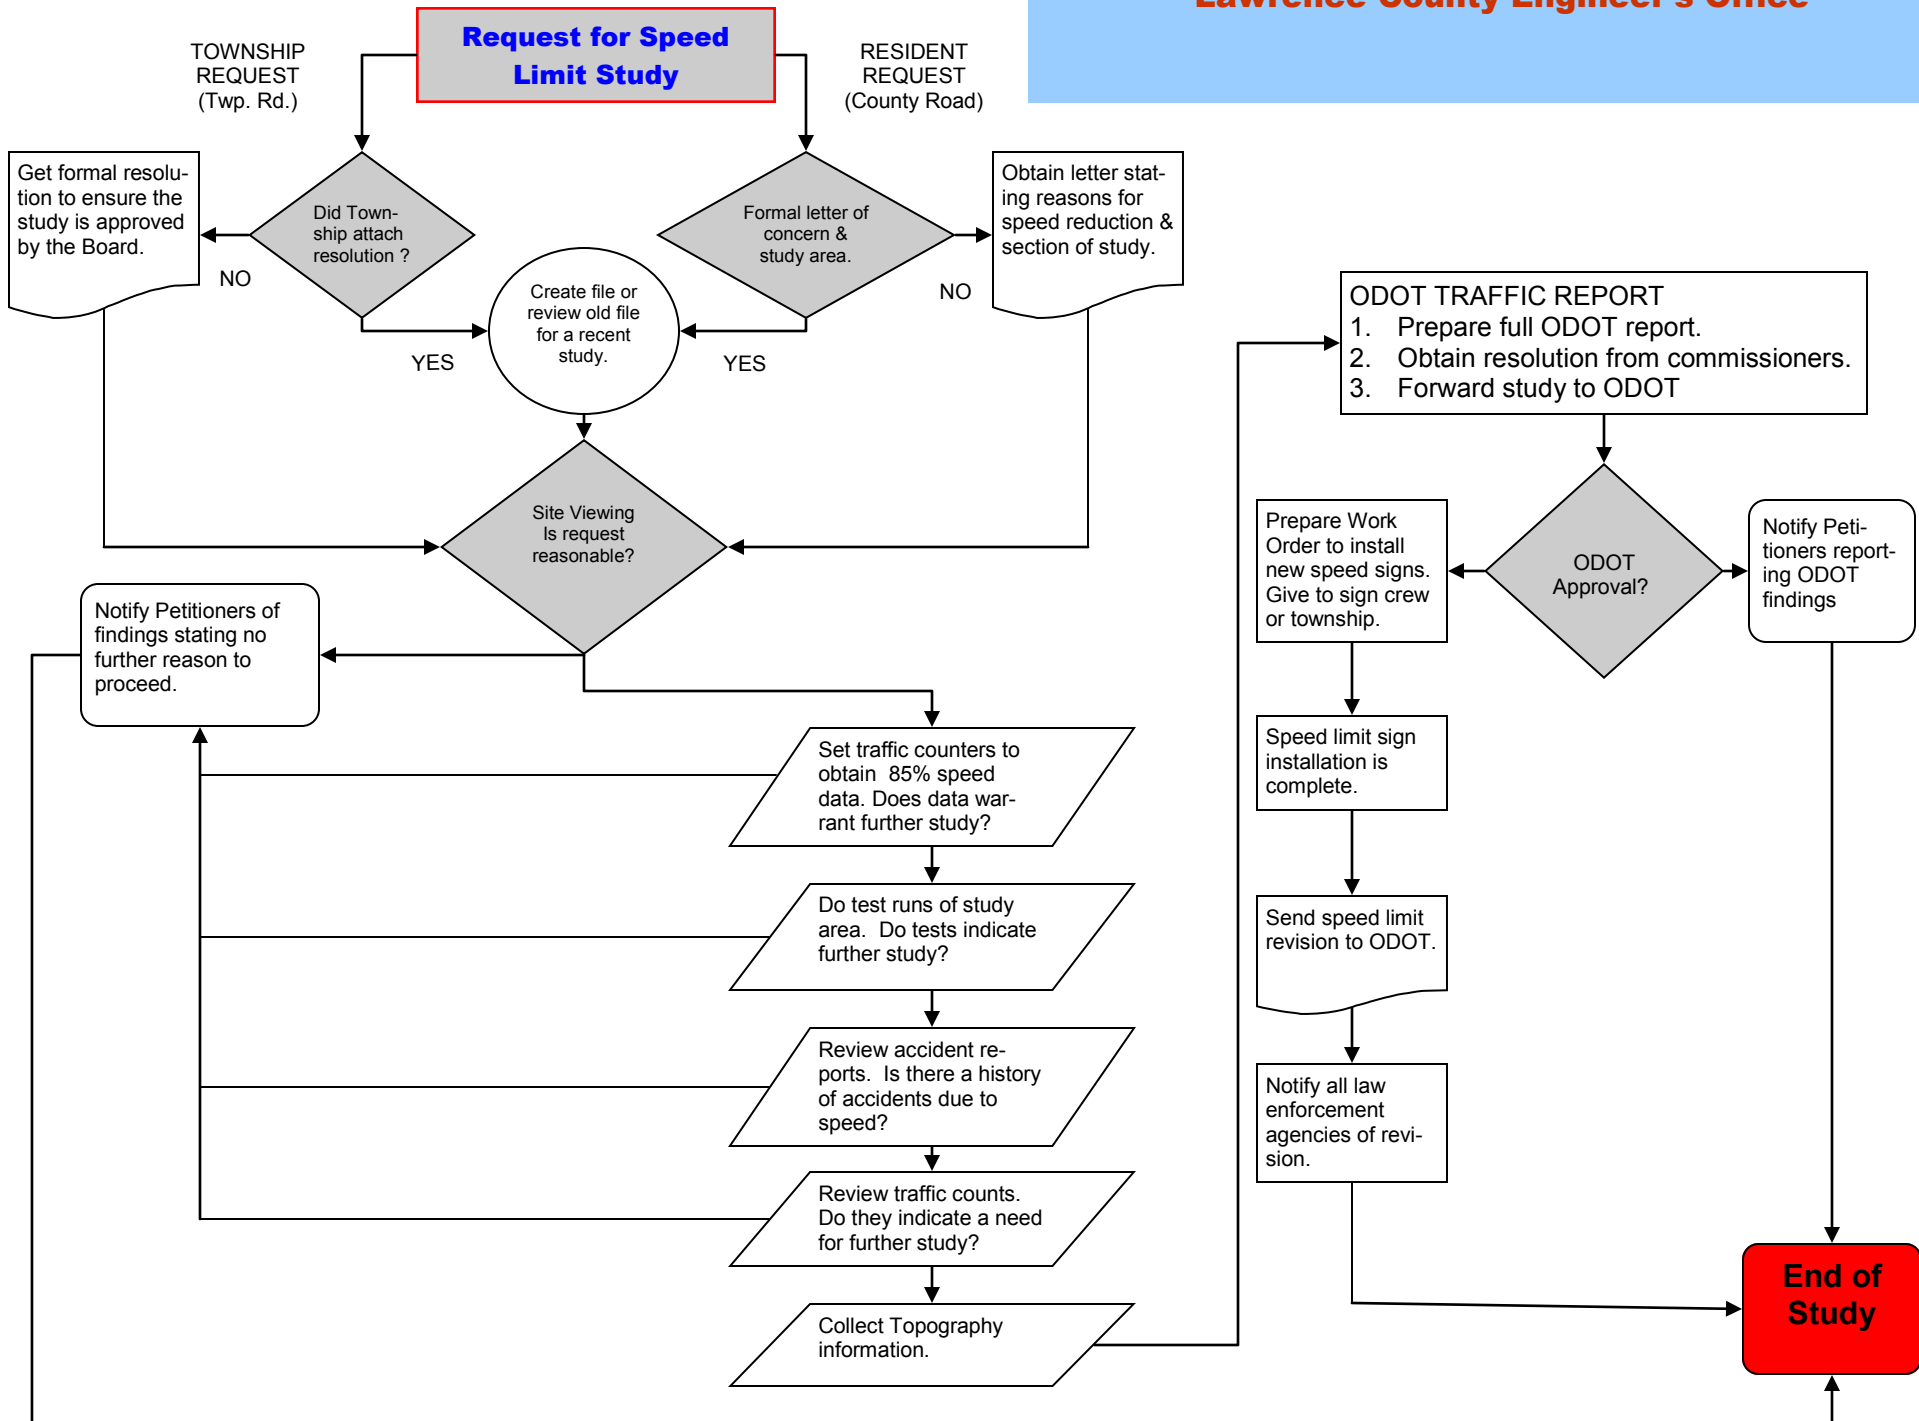 Lawrence County Engineer's Office
TOWNSHIP
REQUEST
(Twp. Rd.)
Request for Speed
Limit Study
RESIDENT
REQUEST
(County Road)
Get formal resolu-
tion to ensure the
study is approved
by the Board.
NO
Did Town-
ship attach
resolution ?
YES
Create file or
review old file
for a recent
study.
Formal letter of
concern &
study area.
YES
NO
Obtain letter stat-
ing reasons for
speed reduction &
section of study.
Site Viewing
Is request
reasonable?
Notify Petitioners of
findings stating no
further reason to
proceed.
Set traffic counters to
obtain  85% speed
data. Does data war-
rant further study?
Do test runs of study
area.  Do tests indicate
further study?
Review accident re-
ports.  Is there a history
of accidents due to
speed?
Review traffic counts.
Do they indicate a need
for further study?
Collect Topography
information.
ODOT TRAFFIC REPORT
1. Prepare full ODOT report.
2. Obtain resolution from commissioners.
3. Forward study to ODOT
ODOT
Approval?
Prepare Work
Order to install
new speed signs.
Give to sign crew
or township.
Notify Peti-
tioners report-
ing ODOT
findings
Speed limit sign
installation is
complete.
Send speed limit
revision to ODOT.
Notify all law
enforcement
agencies of revi-
sion.
End of
Study